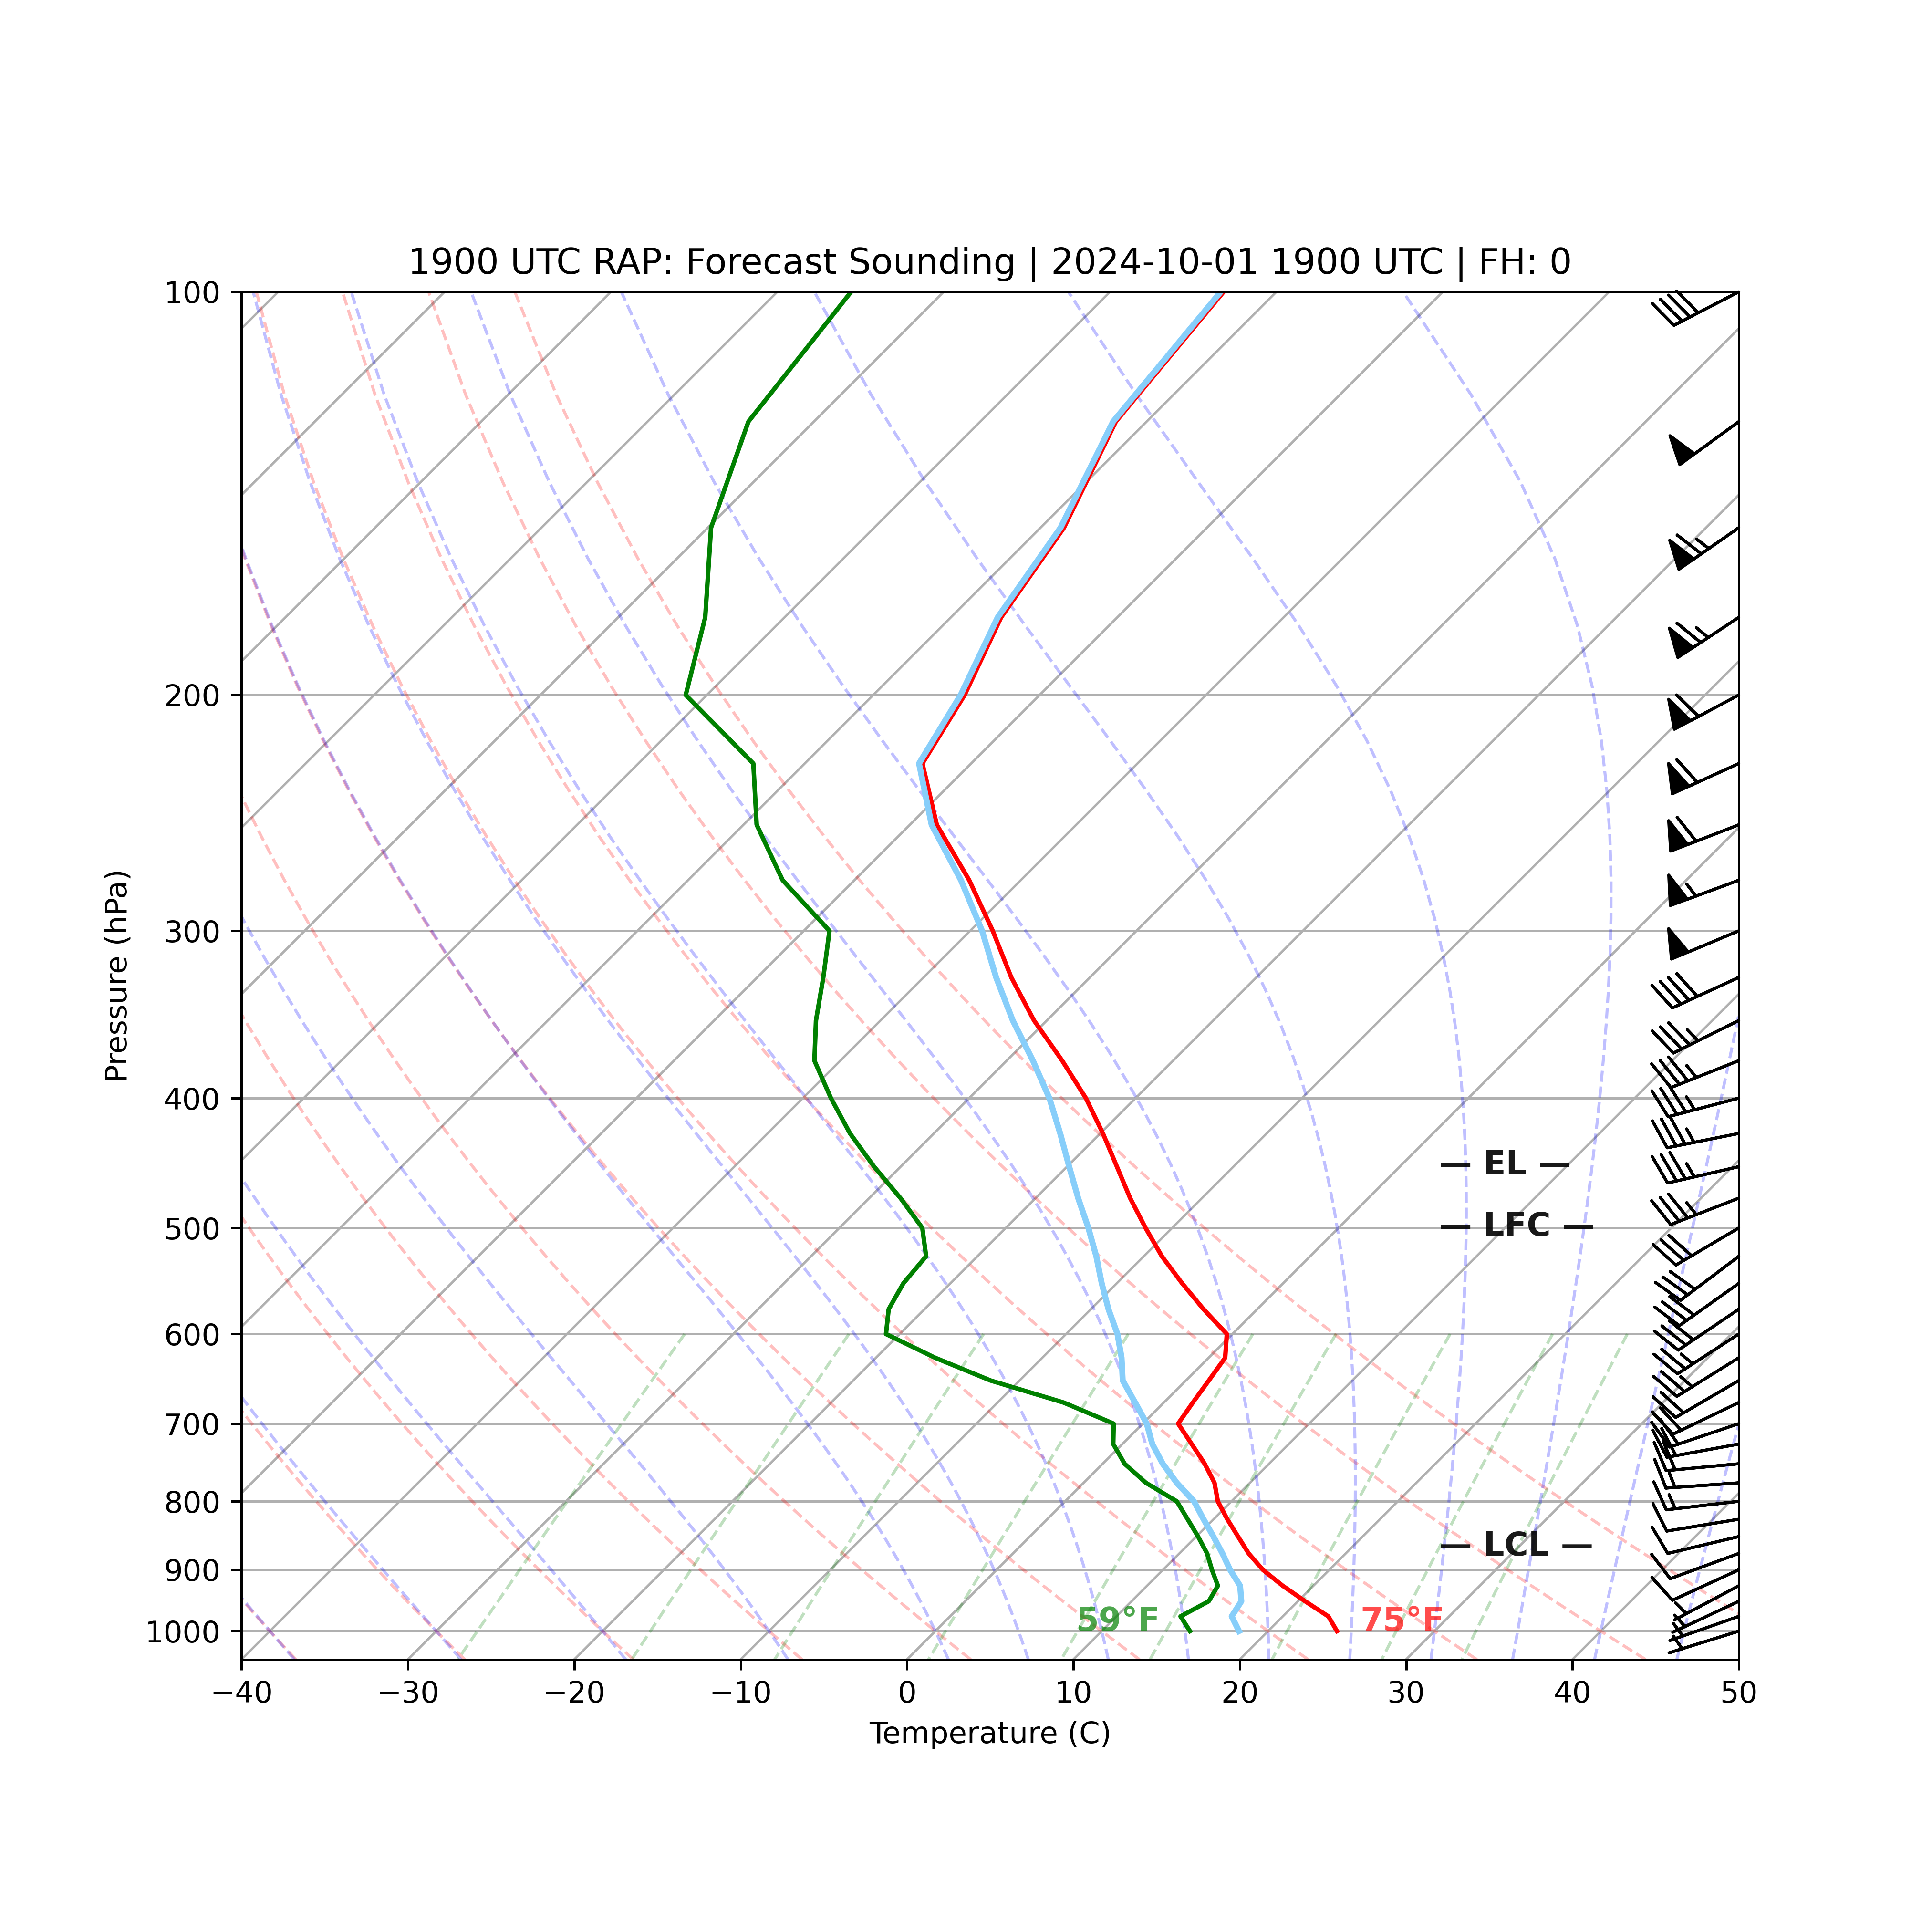 1900 UTC RAP: Forecast Sounding | 2024-10-01 1900 UTC | FH: 0
100
200
300
400
500
600
700
800
900
1000
Pressure (hPa)
— EL —
— LFC —
— LCL —
59°F
75°F
−40 −30 −20 −10 0 10 20 30 40 50
Temperature (C)